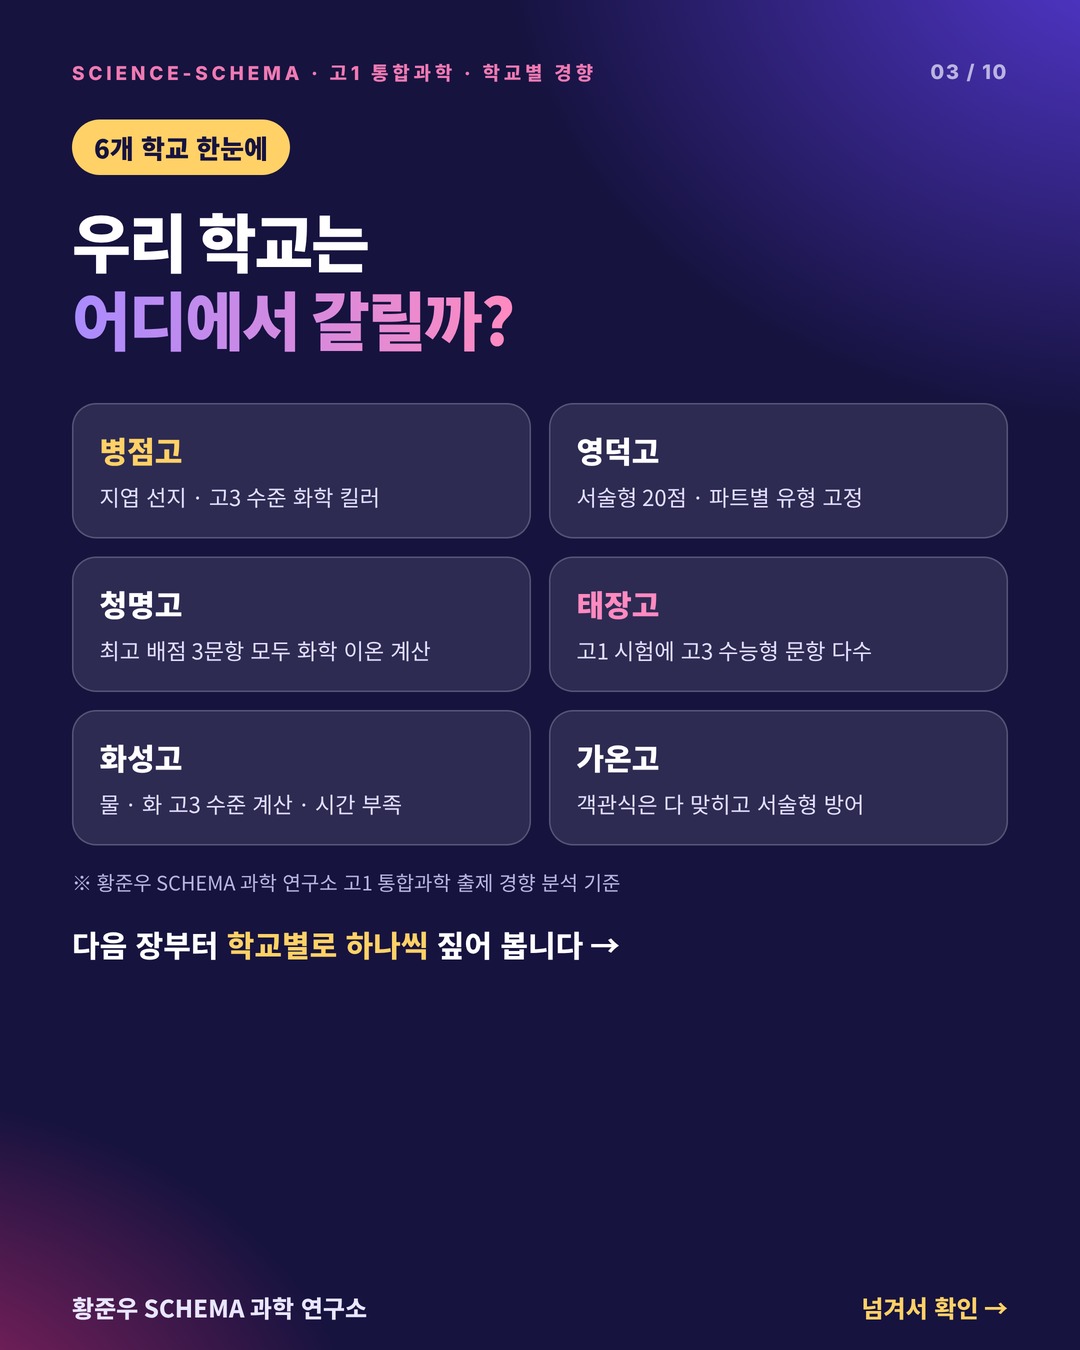 SCIENCE-SCHEMA · 고1 통합과학 · 학교별 경향
03 / 10
6개 학교 한눈에
우리 학교는
어디에서 갈릴까?
병점고
지엽 선지 · 고3 수준 화학 킬러
영덕고
서술형 20점 · 파트별 유형 고정
청명고
최고 배점 3문항 모두 화학 이온 계산
태장고
고1 시험에 고3 수능형 문항 다수
화성고
물 · 화 고3 수준 계산 · 시간 부족
가온고
객관식은 다 맞히고 서술형 방어
※ 황준우 SCHEMA 과학 연구소 고1 통합과학 출제 경향 분석 기준
다음 장부터 학교별로 하나씩 짚어 봅니다 →
황준우 SCHEMA 과학 연구소
넘겨서 확인 →